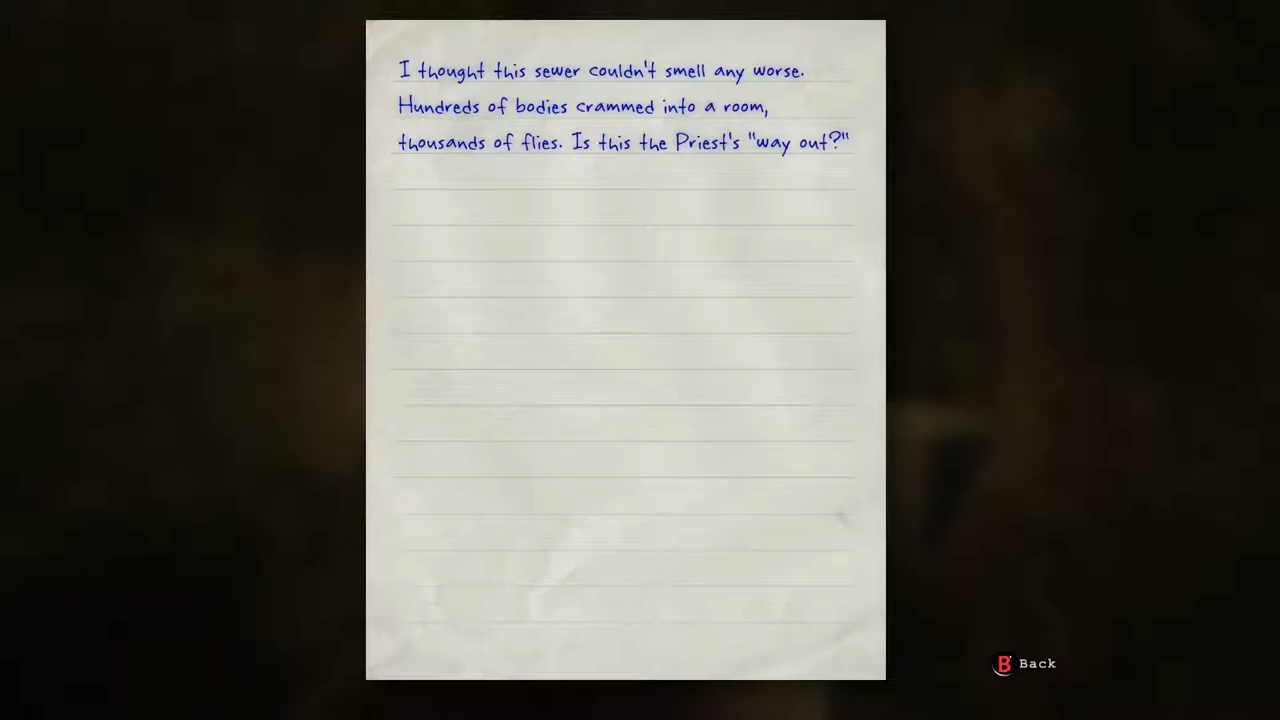 I thought this sewer couldn't smell any worse.
Hundreds of bodies crammed into a room,
thousands of flies. Is this the Priest's "way out?"
B Back